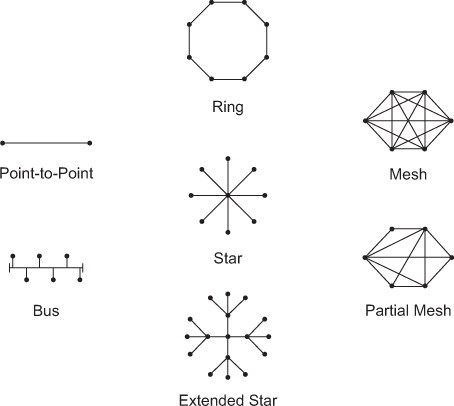 Ring
Point-to-Point
Mesh
Star
Bus
Partial Mesh
Extended Star